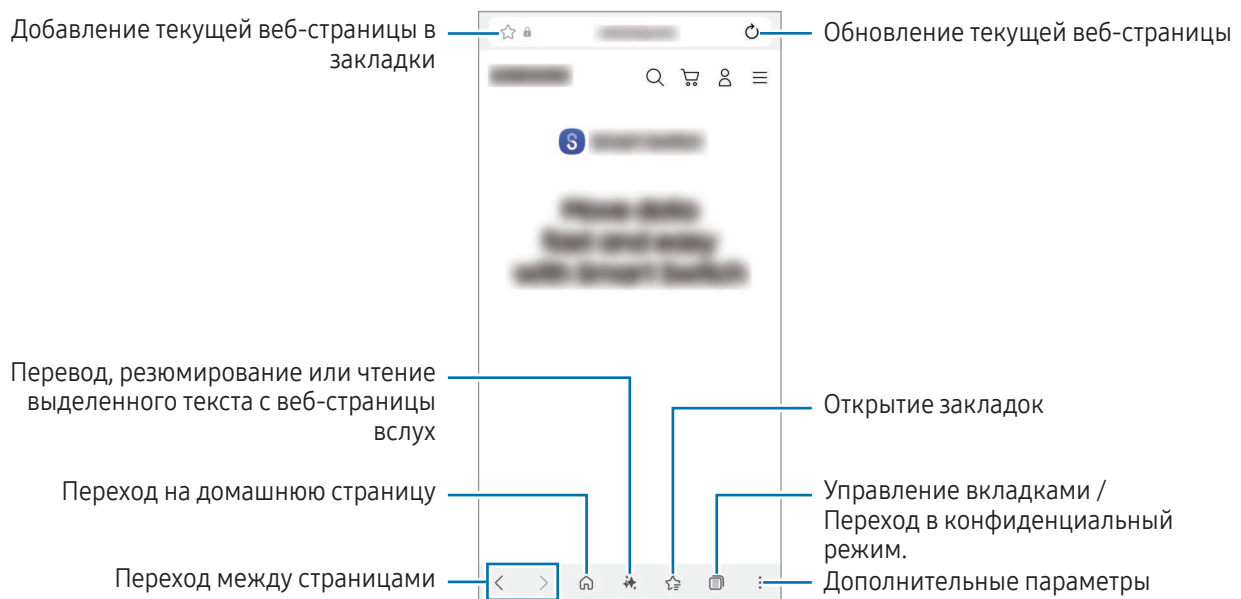 Добавление текущей веб-страницы в
закладки
Обновление текущей веб-страницы
S
Перевод, резюмирование или чтение
выделенного текста с веб-страницы
вслух
Открытие закладок
Переход на домашнюю страницу
Управление вкладками /
Переход в конфиденциальный
режим.
Переход между страницами
Дополнительные параметры